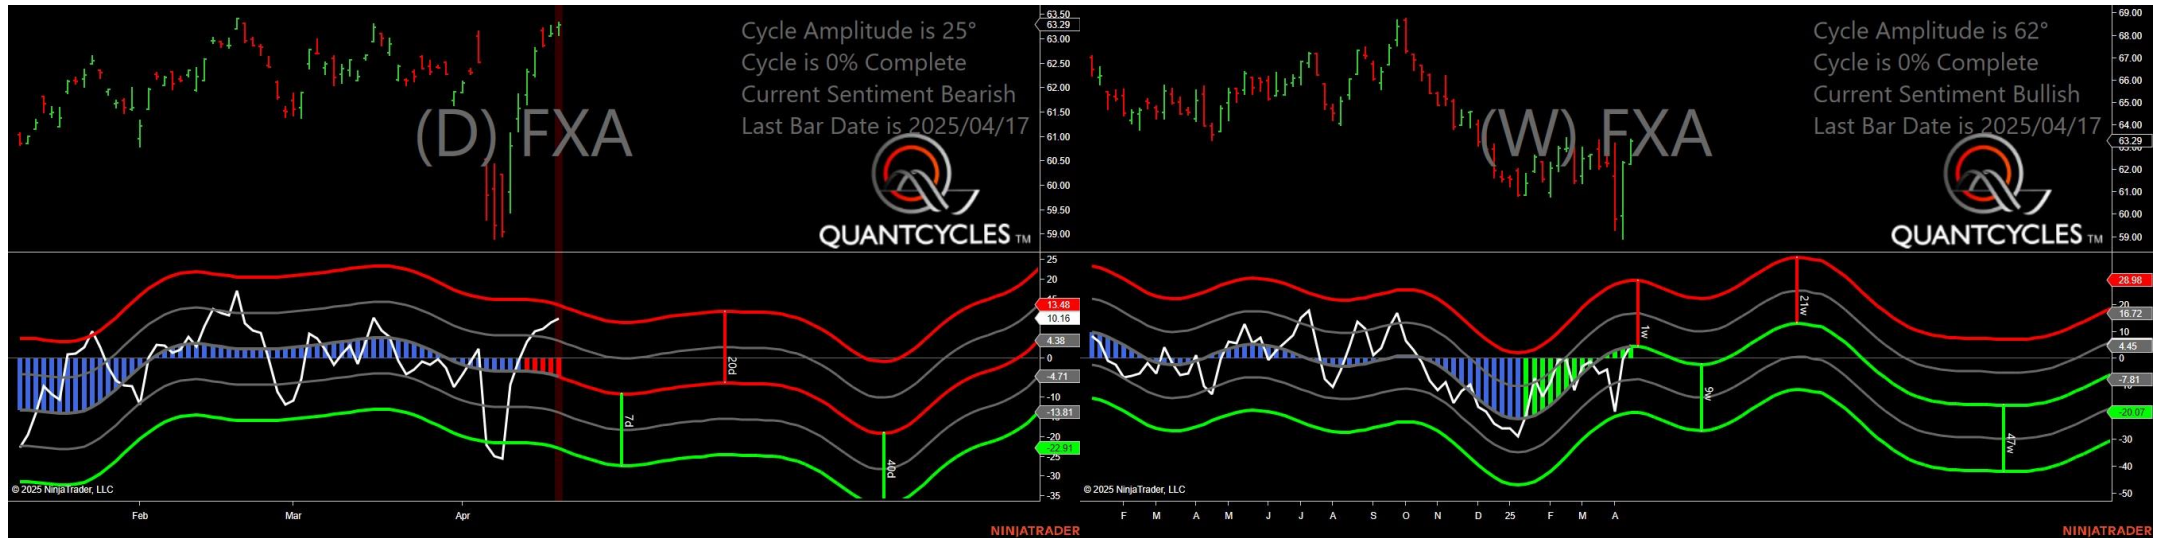 Cycle Amplitude is 25°
Cycle is 0% Complete
Current Sentiment Bearish
Last Bar Date is 2025/04/17
(D) FXA
QUANTCYCLES TM
63.50
63.29
63.00
62.50
62.00
61.50
61.00
60.50
60.00
59.50
59.00
25
20
13.48
10.16
4.38
0
-4.71
-10
-13.81
-20
-22.91
-25
-30
-35
7d
20d
40d
© 2025 NinjaTrader, LLC
Feb
Mar
Apr
NINJATRADER
Cycle Amplitude is 62°
Cycle is 0% Complete
Current Sentiment Bullish
Last Bar Date is 2025/04/17
(W) FXA
QUANTCYCLES TM
69.00
68.00
67.00
66.00
65.00
64.00
63.29
62.00
61.00
60.00
59.00
28.98
20
16.72
10
4.45
0
-7.81
-20.07
-30
-40
-50
1w
9w
21w
47w
© 2025 NinjaTrader, LLC
F
M
A
M
J
J
A
S
O
N
D
25
F
M
A
NINJATRADER